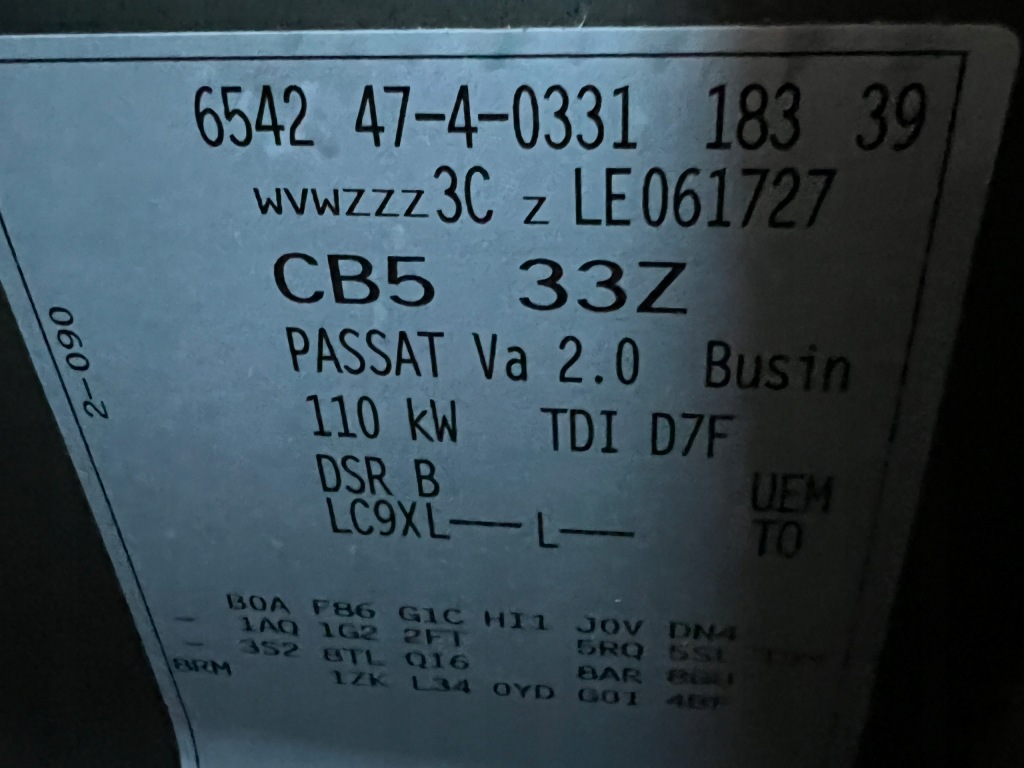 6542 47-4-0331 183 39
WVWZZZ3C Z LE061727
CB5 33Z
PASSAT Va 2.0 Busin
110 kW TDI D7F
DSR B UEM
LC9XL—— L—— TO
2-090
B0A F86 G1C HI1 J0V DN4
- 1AQ 1G2 2FT 5RQ 5SL
- 3S2 8TL Q16 8AR
8RM 1ZK L34 0YD G01